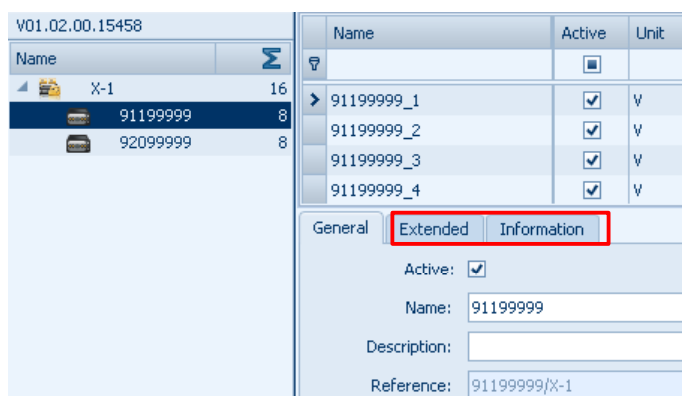 V01.02.00.15458
Name Σ
X-1 16
91199999 8
92099999 8
Name Active Unit
91199999_1 V
91199999_2 V
91199999_3 V
91199999_4 V
General Extended Information
Active:
Name: 91199999
Description:
Reference: 91199999/X-1